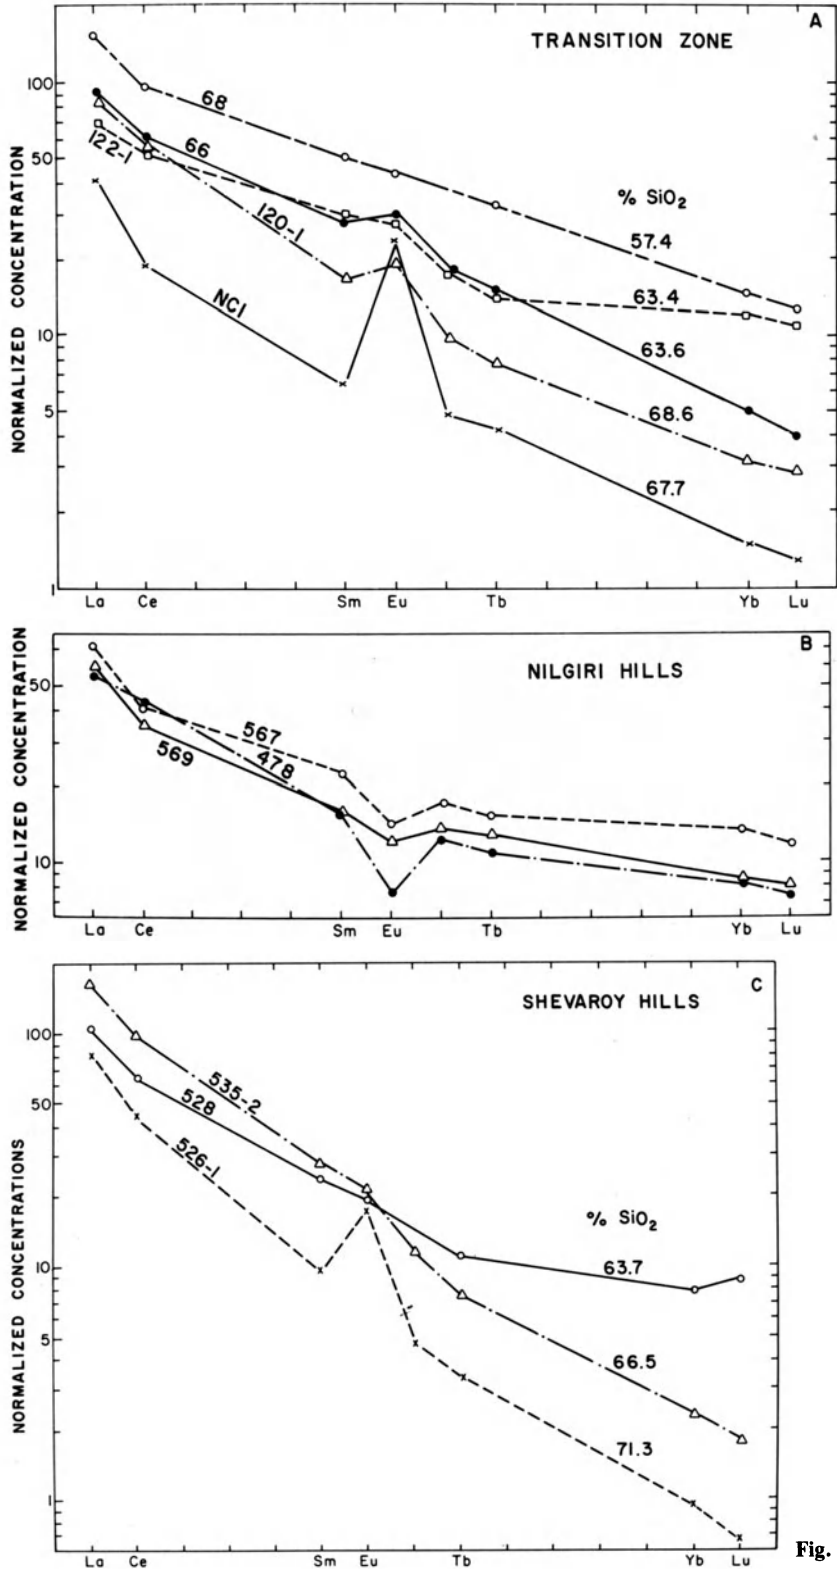 A
TRANSITION ZONE
NORMALIZED CONCENTRATION
100
50
10
5
1
68
66
122-1
120-1
NCI
% SiO2
57.4
63.4
63.6
68.6
67.7
La Ce Sm Eu Tb Yb Lu
B
NILGIRI HILLS
NORMALIZED CONCENTRATION
50
10
567
478
569
La Ce Sm Eu Tb Yb Lu
C
SHEVAROY HILLS
NORMALIZED CONCENTRATIONS
100
50
10
5
1
535-2
528
526-1
% SiO2
63.7
66.5
71.3
La Ce Sm Eu Tb Yb Lu
Fig.